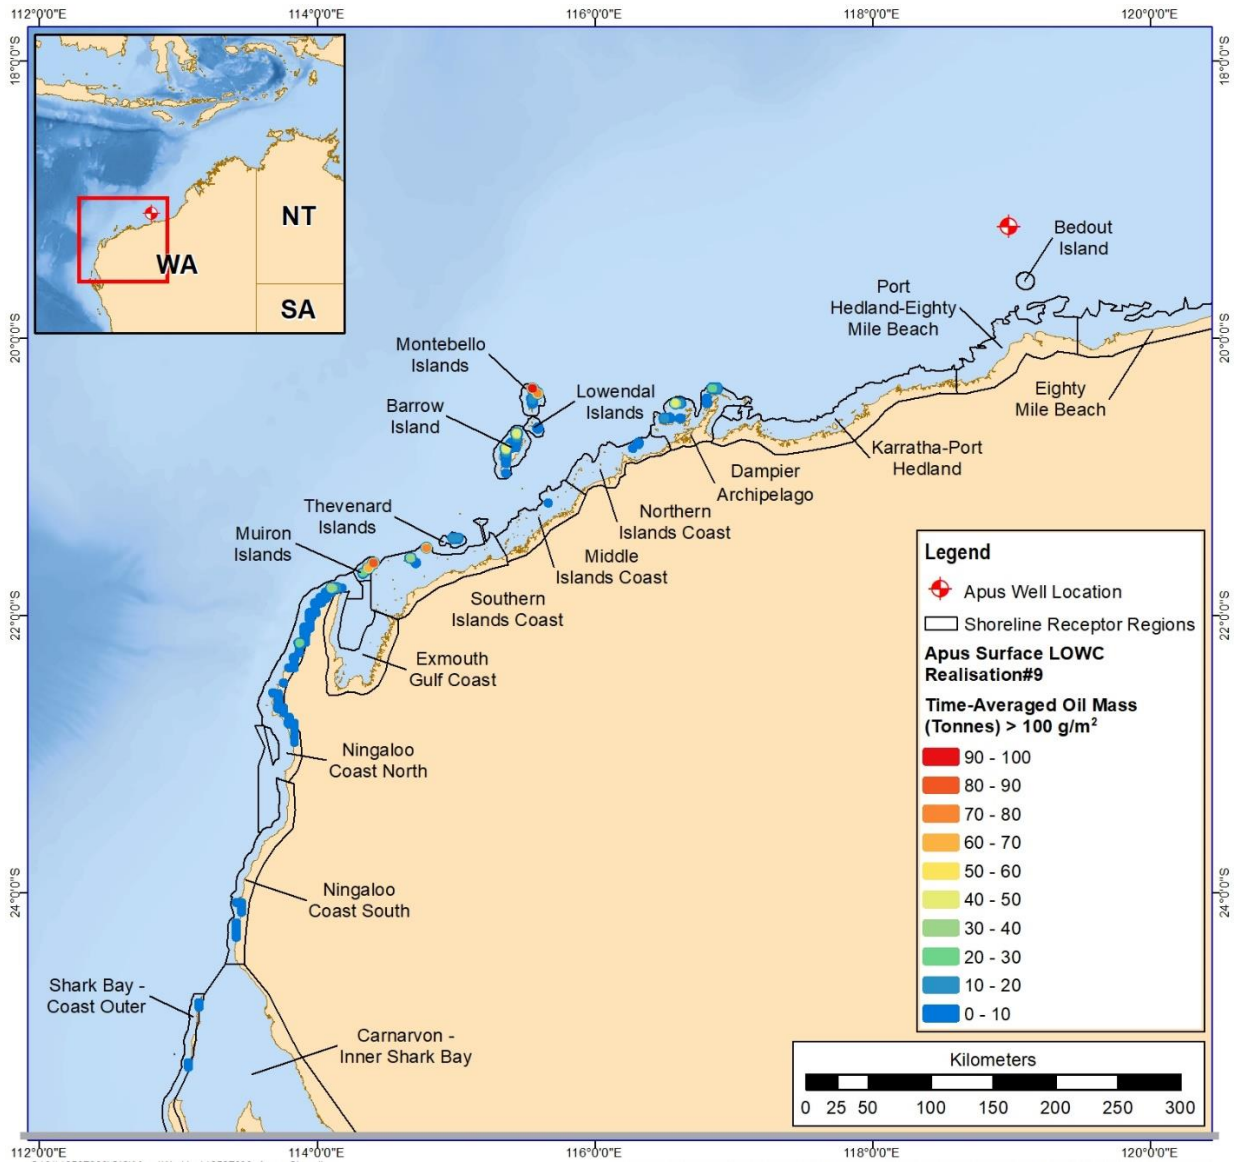 112°0'0"E
114°0'0"E
116°0'0"E
118°0'0"E
120°0'0"E
18°0'0"S
18°0'0"S
NT
WA
SA
Bedout
Island
Port
Hedland-Eighty
Mile Beach
20°0'0"S
20°0'0"S
Montebello
Islands
Lowendal
Islands
Barrow
Island
Eighty
Mile Beach
Karratha-Port
Hedland
Dampier
Archipelago
Thevenard
Islands
Northern
Islands Coast
Muiron
Islands
Middle
Islands Coast
Southern
Islands Coast
22°0'0"S
22°0'0"S
Exmouth
Gulf Coast
Ningaloo
Coast North
Ningaloo
Coast South
24°0'0"S
24°0'0"S
Shark Bay -
Coast Outer
Carnarvon -
Inner Shark Bay
Legend
Apus Well Location
Shoreline Receptor Regions
Apus Surface LOWC
Realisation#9
Time-Averaged Oil Mass
(Tonnes) > 100 g/m²
90 - 100
80 - 90
70 - 80
60 - 70
50 - 60
40 - 50
30 - 40
20 - 30
10 - 20
0 - 10
Kilometers
0 25 50 100 150 200 250 300
112°0'0"E
114°0'0"E
116°0'0"E
118°0'0"E
120°0'0"E